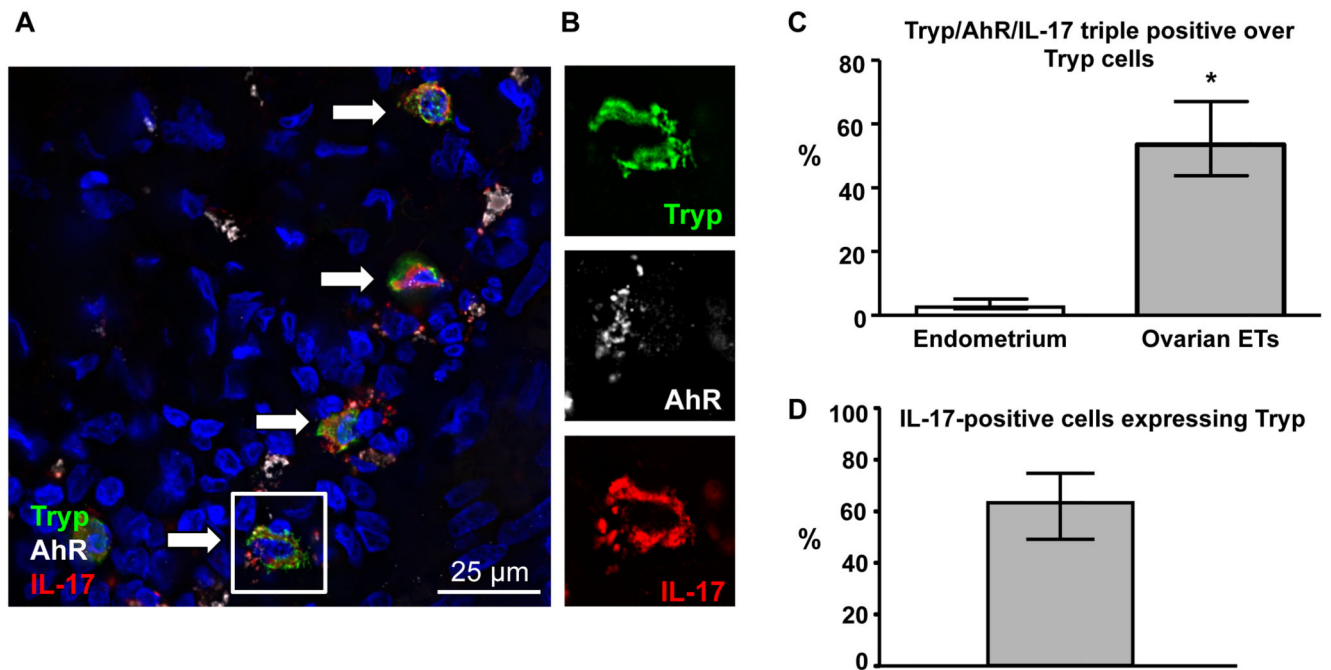 A
Tryp
AhR
IL-17
25 µm
B
Tryp
AhR
IL-17
C
Tryp/AhR/IL-17 triple positive over
Tryp cells
80
60
40
20
0
%
*
Endometrium
Ovarian ETs
D
IL-17-positive cells expressing Tryp
100
80
60
40
20
0
%